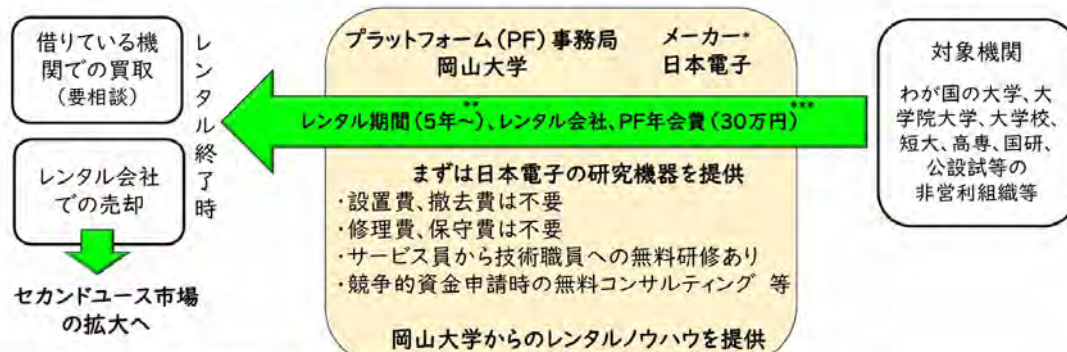 借りている機
関での買取
(要相談)
レンタル会社
での売却
レンタル終了時
セカンドユース市場
の拡大へ
プラットフォーム(PF)事務局
岡山大学
メーカー*
日本電子
レンタル期間(5年～)**、レンタル会社、PF年会費(30万円)***
まずは日本電子の研究機器を提供
・設置費、撤去費は不要
・修理費、保守費は不要
・サービス員から技術職員への無料研修あり
・競争的資金申請時の無料コンサルティング 等
岡山大学からのレンタルノウハウを提供
対象機関
わが国の大学、大
学院大学、大学校、
短大、高専、国研、
公設試等の
非営利組織等